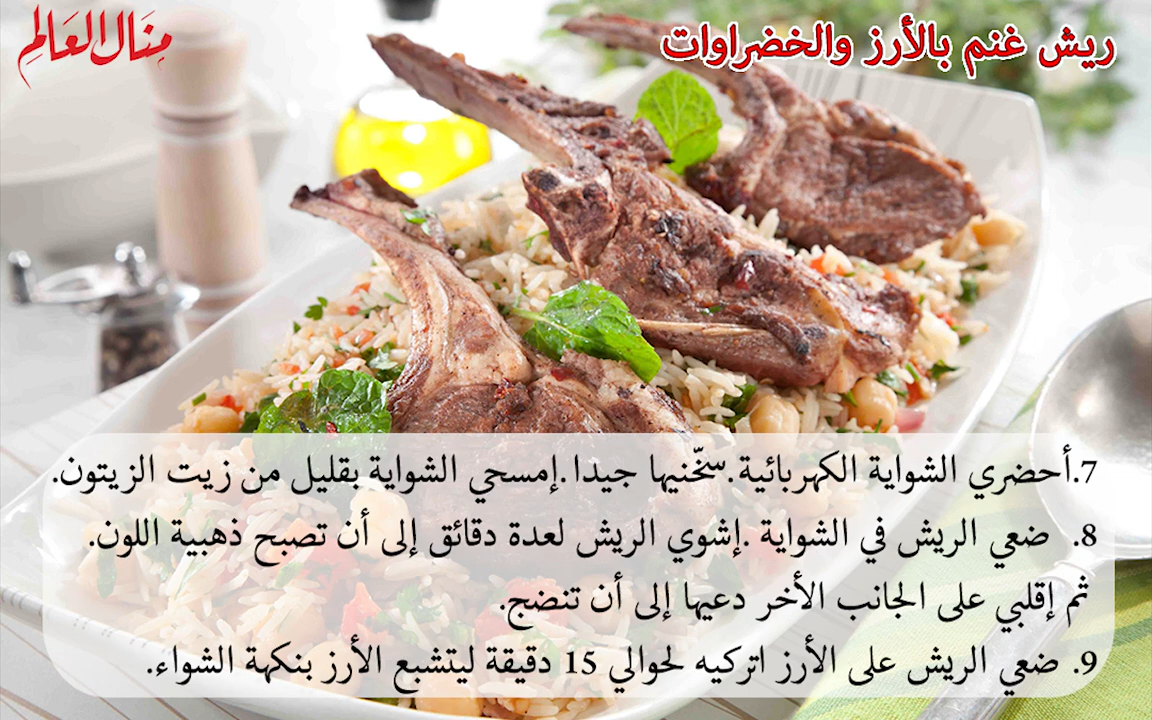 منال العالم
ريش غنم بالأرز والخضراوات
7.أحضري الشواية الكهربائية.سخّنيها جيدا.إمسحي الشواية بقليل من زيت الزيتون.
8. ضعي الريش في الشواية .إشوي الريش لعدة دقائق إلى أن تصبح ذهبية اللون.
ثم إقلبي على الجانب الأخر دعيها إلى أن تنضج.
9. ضعي الريش على الأرز اتركيه لحوالي 15 دقيقة ليتشبع الأرز بنكهة الشواء.